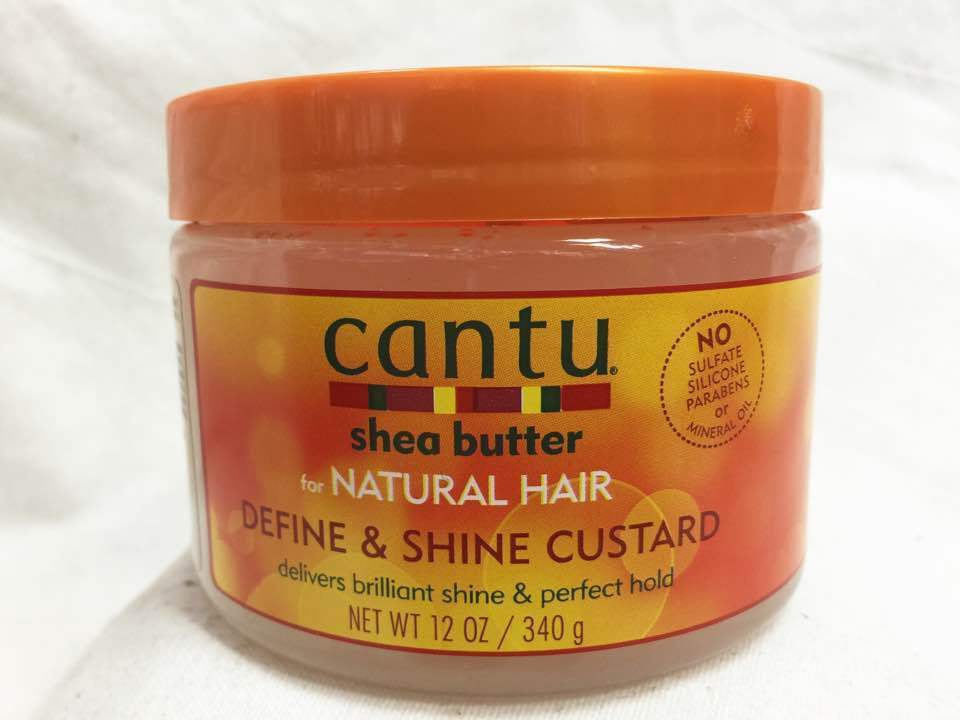 cantu®
shea butter
for NATURAL HAIR
DEFINE & SHINE CUSTARD
delivers brilliant shine & perfect hold
NET WT 12 OZ / 340 g
NO
SULFATE
SILICONE
PARABENS
or
MINERAL OIL